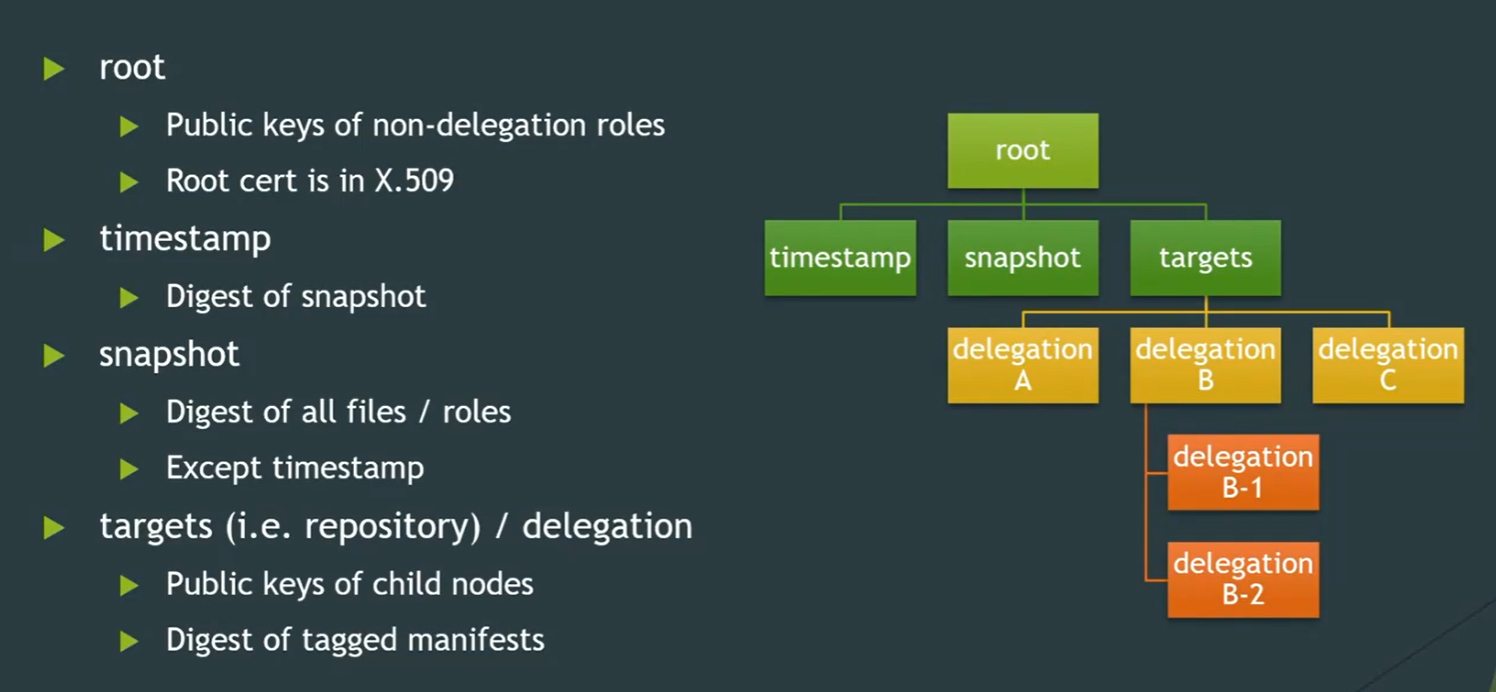 root
Public keys of non-delegation roles
Root cert is in X.509
timestamp
Digest of snapshot
snapshot
Digest of all files / roles
Except timestamp
targets (i.e. repository) / delegation
Public keys of child nodes
Digest of tagged manifests
root
timestamp
snapshot
targets
delegation
A
delegation
B
delegation
C
delegation
B-1
delegation
B-2